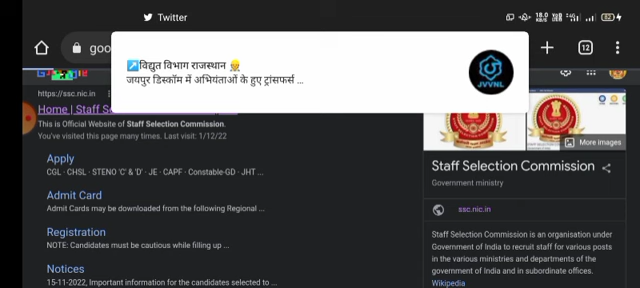 Twitter
18.0 KB/S
82
goo
12
↗️विद्युत विभाग राजस्थान 👷
जयपुर डिस्कॉम में अभियंताओं के हुए ट्रांसफर्स ...
JVVNL
https://ssc.nic.in
Home | Staff Se
This is Official Website of Staff Selection Commission.
You've visited this page many times. Last visit: 1/12/22
Apply
CGL · CHSL · STENO 'C' & 'D' · JE · CAPF · Constable-GD · JHT ...
Admit Card
Admit Cards may be downloaded from the following Regional ...
Registration
NOTE: Candidates must be cautious while filling up ...
Notices
15-11-2022, Important information for the candidates selected to ...
More images
Staff Selection Commission
Government ministry
ssc.nic.in
Staff Selection Commission is an organisation under
Government of India to recruit staff for various posts
in the various ministries and departments of the
government of India and in subordinate offices.
Wikipedia